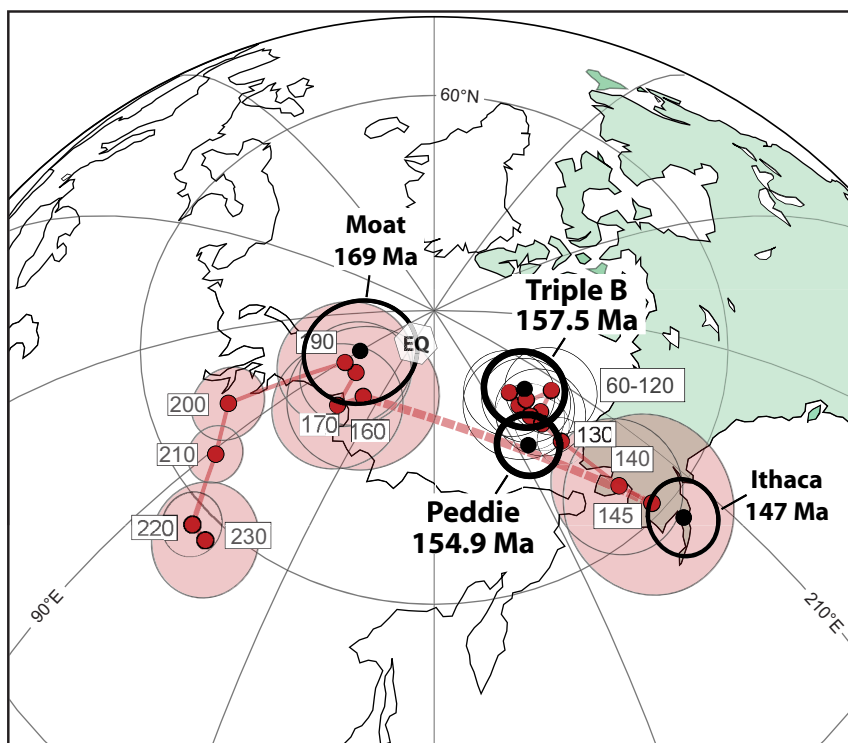 60°N
Moat
169 Ma
Triple B
157.5 Ma
EQ
190
60-120
200
170
160
130
210
140
Ithaca
147 Ma
Peddie
154.9 Ma
145
220
230
90°E
210°E